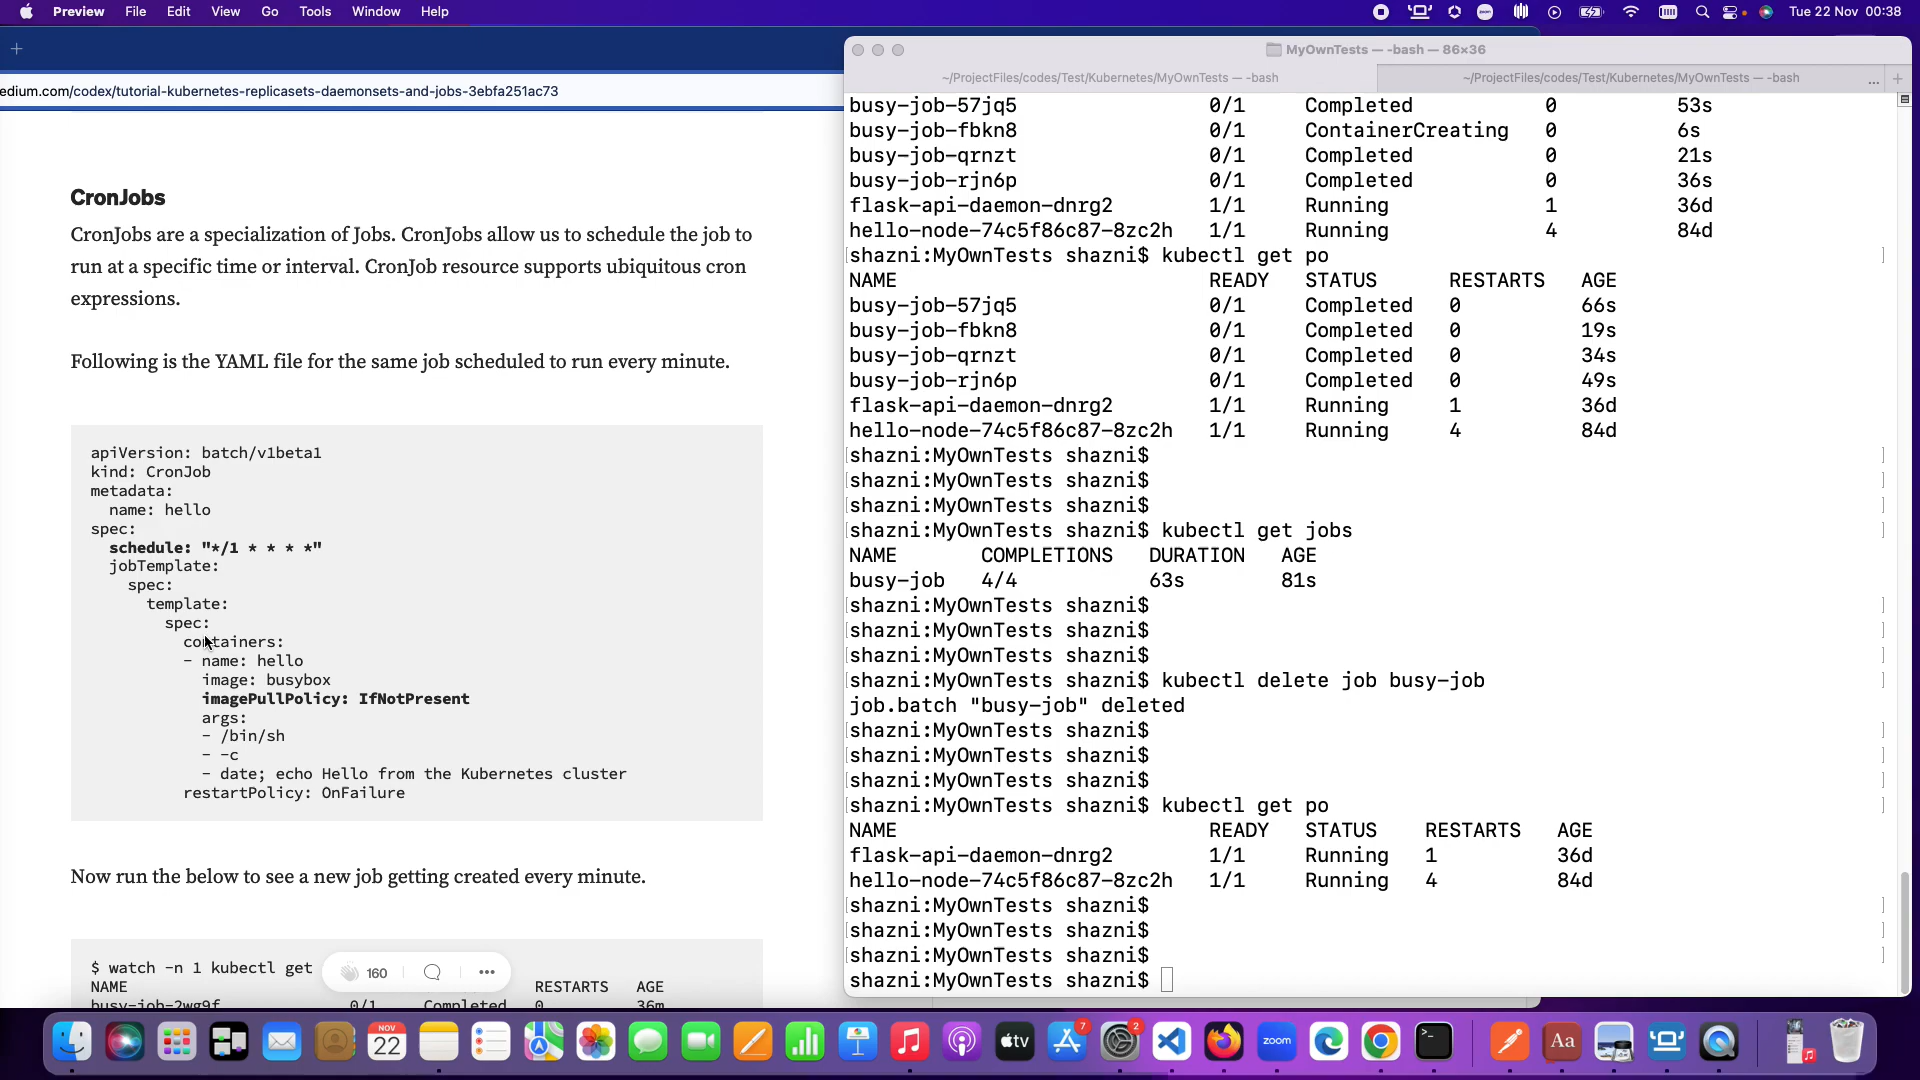 Preview File Edit View Go Tools Window Help
Tue 22 Nov 00:38
edium.com/codex/tutorial-kubernetes-replicasets-daemonsets-and-jobs-3ebfa251ac73
CronJobs
CronJobs are a specialization of Jobs. CronJobs allow us to schedule the job to
run at a specific time or interval. CronJob resource supports ubiquitous cron
expressions.
Following is the YAML file for the same job scheduled to run every minute.
apiVersion: batch/v1beta1
kind: CronJob
metadata:
  name: hello
spec:
  schedule: "*/1 * * * *"
  jobTemplate:
    spec:
      template:
        spec:
          containers:
          - name: hello
            image: busybox
            imagePullPolicy: IfNotPresent
            args:
            - /bin/sh
            - -c
            - date; echo Hello from the Kubernetes cluster
          restartPolicy: OnFailure
Now run the below to see a new job getting created every minute.
$ watch -n 1 kubectl get
160
NAME RESTARTS AGE
busy-job-2wg9f 0/1 Completed 0 36m
MyOwnTests — -bash — 86×36
~/ProjectFiles/codes/Test/Kubernetes/MyOwnTests — -bash
~/ProjectFiles/codes/Test/Kubernetes/MyOwnTests — -bash
busy-job-57jq5 0/1 Completed 0 53s
busy-job-fbkn8 0/1 ContainerCreating 0 6s
busy-job-qrnzt 0/1 Completed 0 21s
busy-job-rjn6p 0/1 Completed 0 36s
flask-api-daemon-dnrg2 1/1 Running 1 36d
hello-node-74c5f86c87-8zc2h 1/1 Running 4 84d
[shazni:MyOwnTests shazni$ kubectl get po ]
NAME READY STATUS RESTARTS AGE
busy-job-57jq5 0/1 Completed 0 66s
busy-job-fbkn8 0/1 Completed 0 19s
busy-job-qrnzt 0/1 Completed 0 34s
busy-job-rjn6p 0/1 Completed 0 49s
flask-api-daemon-dnrg2 1/1 Running 1 36d
hello-node-74c5f86c87-8zc2h 1/1 Running 4 84d
[shazni:MyOwnTests shazni$ ]
[shazni:MyOwnTests shazni$ ]
[shazni:MyOwnTests shazni$ ]
[shazni:MyOwnTests shazni$ kubectl get jobs ]
NAME COMPLETIONS DURATION AGE
busy-job 4/4 63s 81s
[shazni:MyOwnTests shazni$ ]
[shazni:MyOwnTests shazni$ ]
[shazni:MyOwnTests shazni$ ]
[shazni:MyOwnTests shazni$ kubectl delete job busy-job ]
job.batch "busy-job" deleted
[shazni:MyOwnTests shazni$ ]
[shazni:MyOwnTests shazni$ ]
[shazni:MyOwnTests shazni$ ]
[shazni:MyOwnTests shazni$ kubectl get po ]
NAME READY STATUS RESTARTS AGE
flask-api-daemon-dnrg2 1/1 Running 1 36d
hello-node-74c5f86c87-8zc2h 1/1 Running 4 84d
[shazni:MyOwnTests shazni$ ]
[shazni:MyOwnTests shazni$ ]
[shazni:MyOwnTests shazni$ ]
shazni:MyOwnTests shazni$
NOV
22
tv
7
2
zoom
Aa